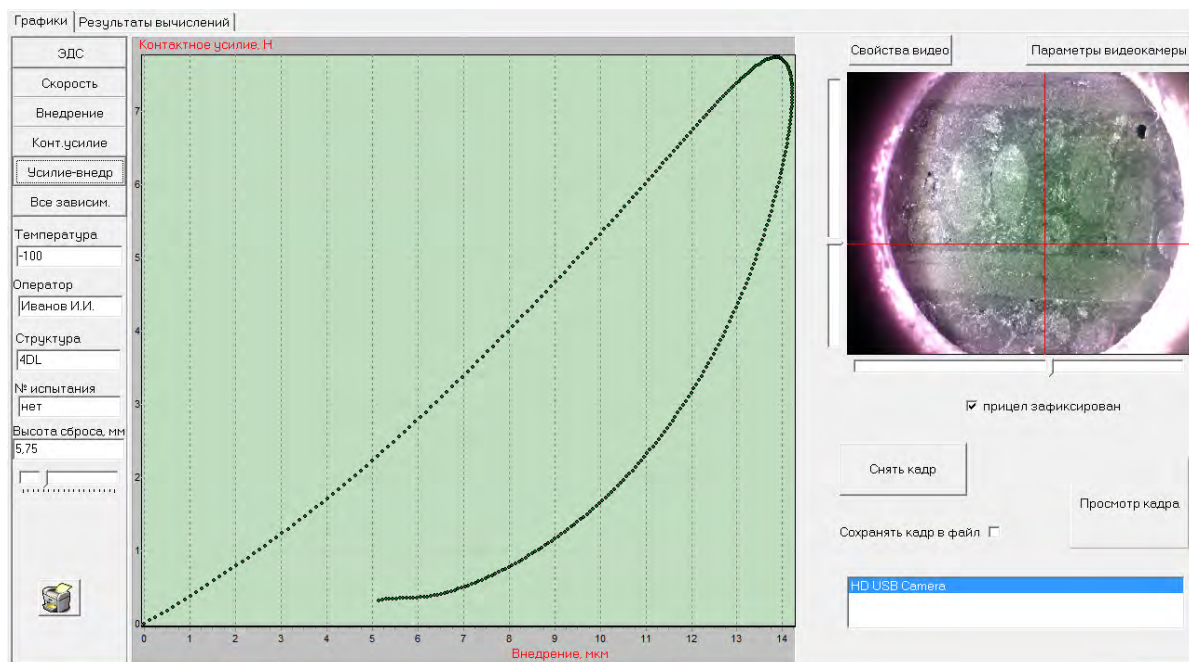 Графики
Результаты вычислений
ЭДС
Скорость
Внедрение
Конт.усилие
Усилие-внедр
Все зависим.
Температура
-100
Оператор
Иванов И.И.
Структура
4DL
№ испытания
нет
Высота сброса, мм
5,75
Контактное усилие, Н
7
6
5
4
3
2
1
0
0 1 2 3 4 5 6 7 8 9 10 11 12 13 14
Внедрение, мкм
Свойства видео
Параметры видеокамеры
прицел зафиксирован
Снять кадр
Просмотр кадра
Сохранять кадр в файл
HD USB Camera